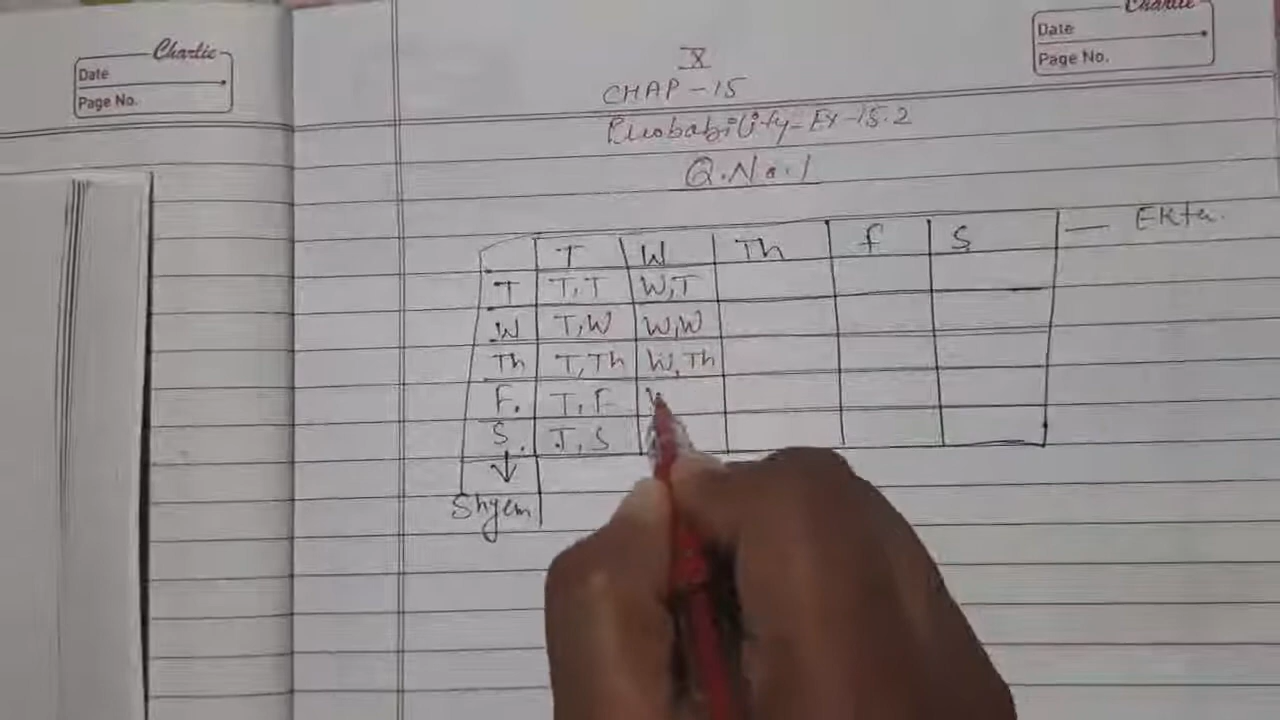 Charlie
Date
Page No.
Charlie
Date
Page No.
X
CHAP-15
Probability-Ex-15.2
Q.No.1
T W Th f S — Ekta
T T,T W,T
W T,W W,W
Th T,Th W,Th
F. T,F
S. T,S
Shyam